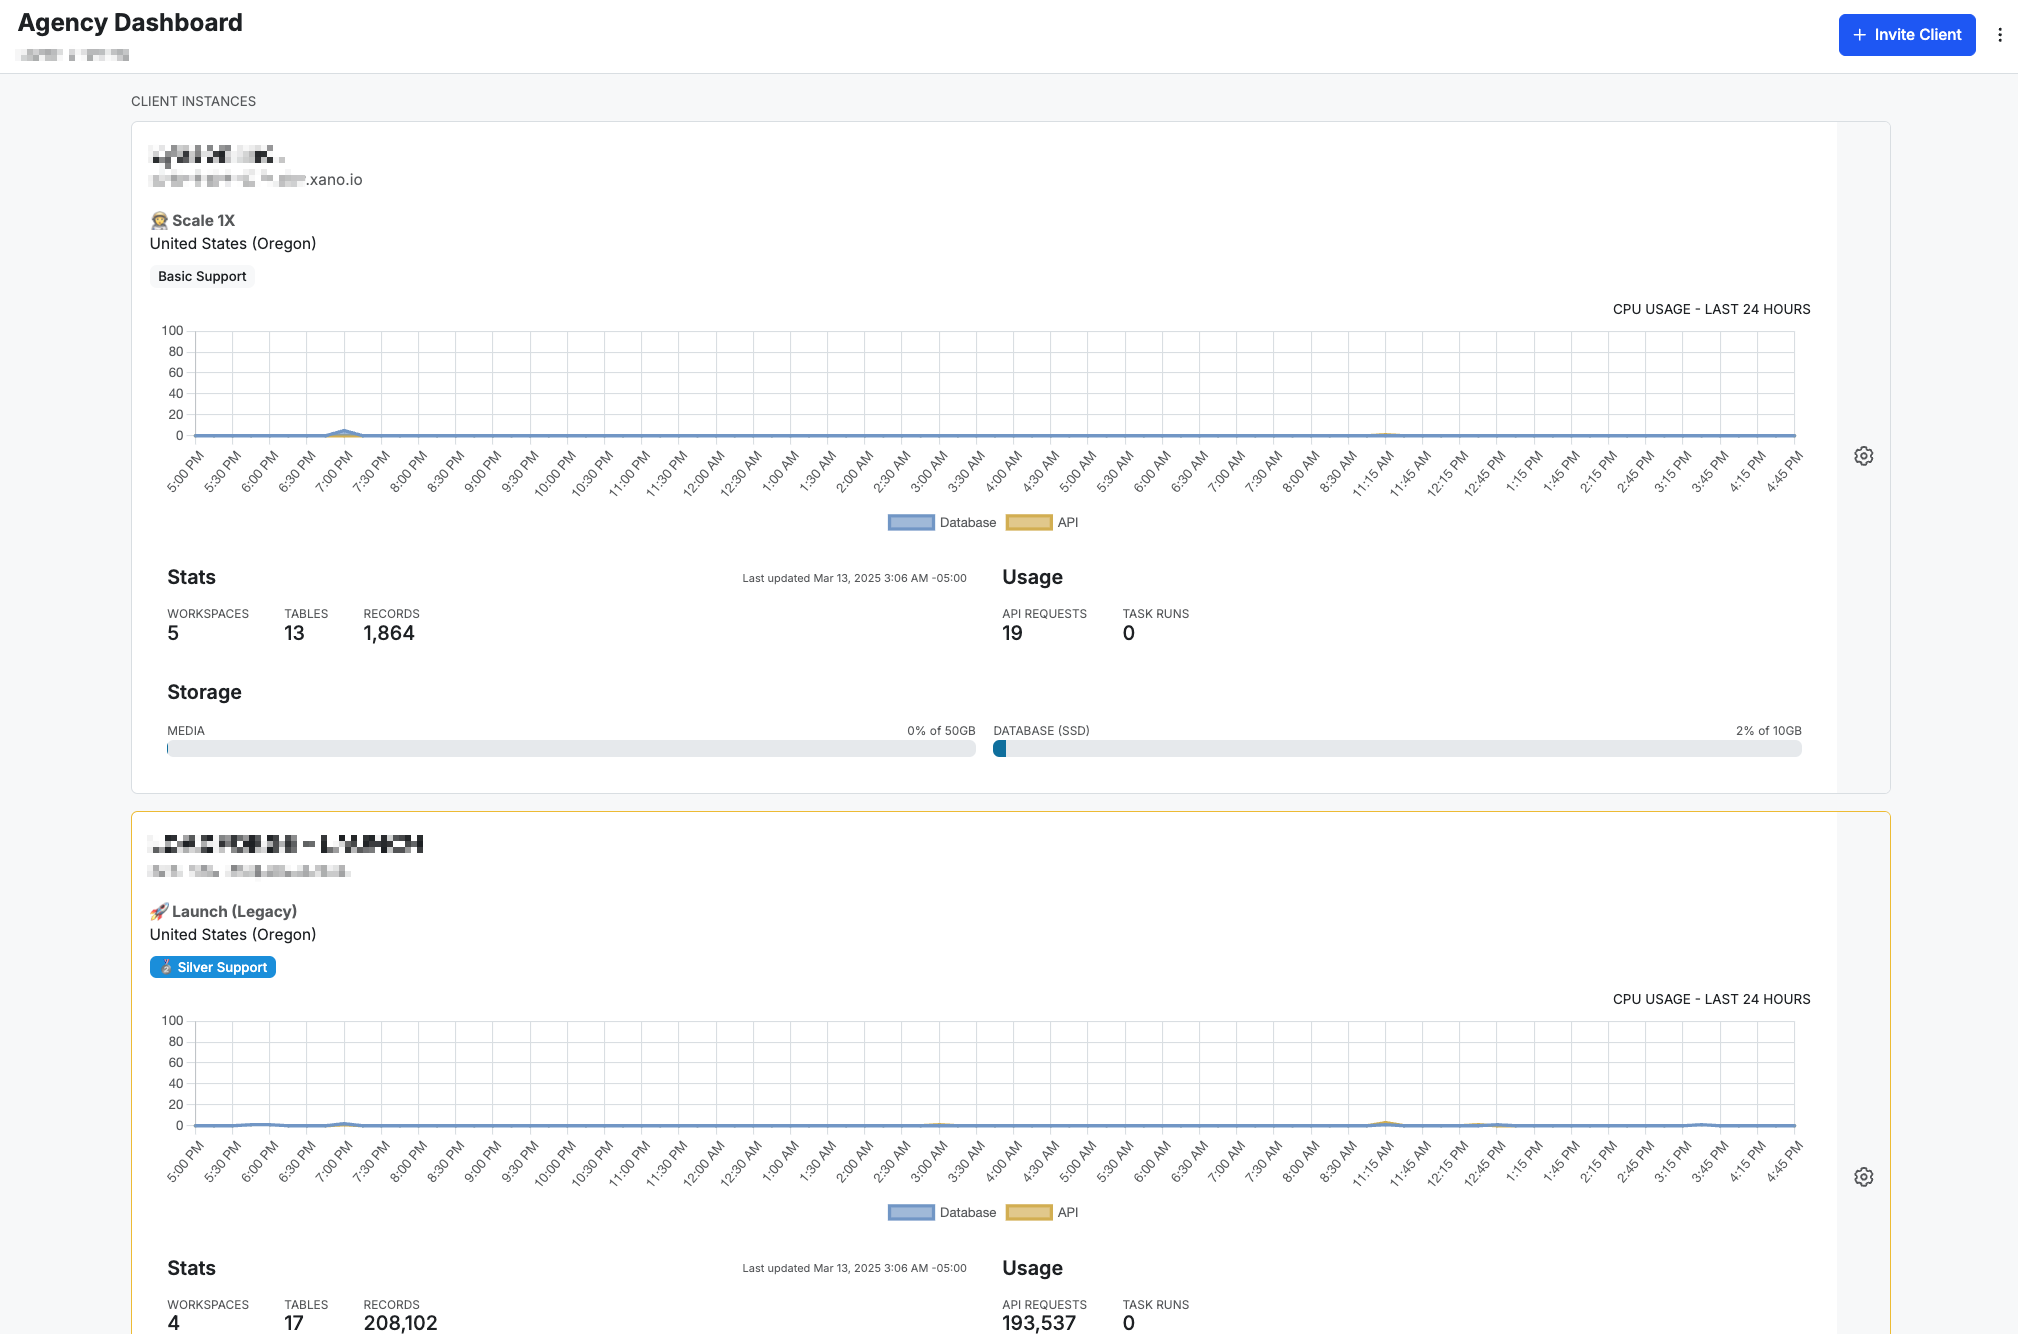 Agency Dashboard
+ Invite Client
CLIENT INSTANCES
.xano.io
Scale 1X
United States (Oregon)
Basic Support
CPU USAGE - LAST 24 HOURS
100
80
60
40
20
0
5:00 PM 5:30 PM 6:00 PM 6:30 PM 7:00 PM 7:30 PM 8:00 PM 8:30 PM 9:00 PM 9:30 PM 10:00 PM 10:30 PM 11:00 PM 11:30 PM 12:00 AM 12:30 AM 1:00 AM 1:30 AM 2:00 AM 2:30 AM 3:00 AM 3:30 AM 4:00 AM 4:30 AM 5:00 AM 5:30 AM 6:00 AM 6:30 AM 7:00 AM 7:30 AM 8:00 AM 8:30 AM 11:15 AM 11:45 AM 12:15 PM 12:45 PM 1:15 PM 1:45 PM 2:15 PM 2:45 PM 3:15 PM 3:45 PM 4:15 PM 4:45 PM
Database API
Stats Last updated Mar 13, 2025 3:06 AM -05:00 Usage
WORKSPACES TABLES RECORDS API REQUESTS TASK RUNS
5 13 1,864 19 0
Storage
MEDIA 0% of 50GB DATABASE (SSD) 2% of 10GB
Launch (Legacy)
United States (Oregon)
Silver Support
CPU USAGE - LAST 24 HOURS
100
80
60
40
20
0
5:00 PM 5:30 PM 6:00 PM 6:30 PM 7:00 PM 7:30 PM 8:00 PM 8:30 PM 9:00 PM 9:30 PM 10:00 PM 10:30 PM 11:00 PM 11:30 PM 12:00 AM 12:30 AM 1:00 AM 1:30 AM 2:00 AM 2:30 AM 3:00 AM 3:30 AM 4:00 AM 4:30 AM 5:00 AM 5:30 AM 6:00 AM 6:30 AM 7:00 AM 7:30 AM 8:00 AM 8:30 AM 11:15 AM 11:45 AM 12:15 PM 12:45 PM 1:15 PM 1:45 PM 2:15 PM 2:45 PM 3:15 PM 3:45 PM 4:15 PM 4:45 PM
Database API
Stats Last updated Mar 13, 2025 3:06 AM -05:00 Usage
WORKSPACES TABLES RECORDS API REQUESTS TASK RUNS
4 17 208,102 193,537 0